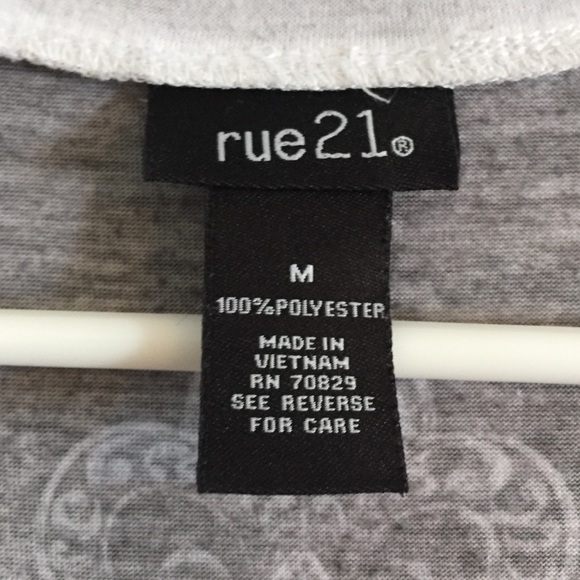 rue21®
M
100%POLYESTER
MADE IN
VIETNAM
RN 70829
SEE REVERSE
FOR CARE